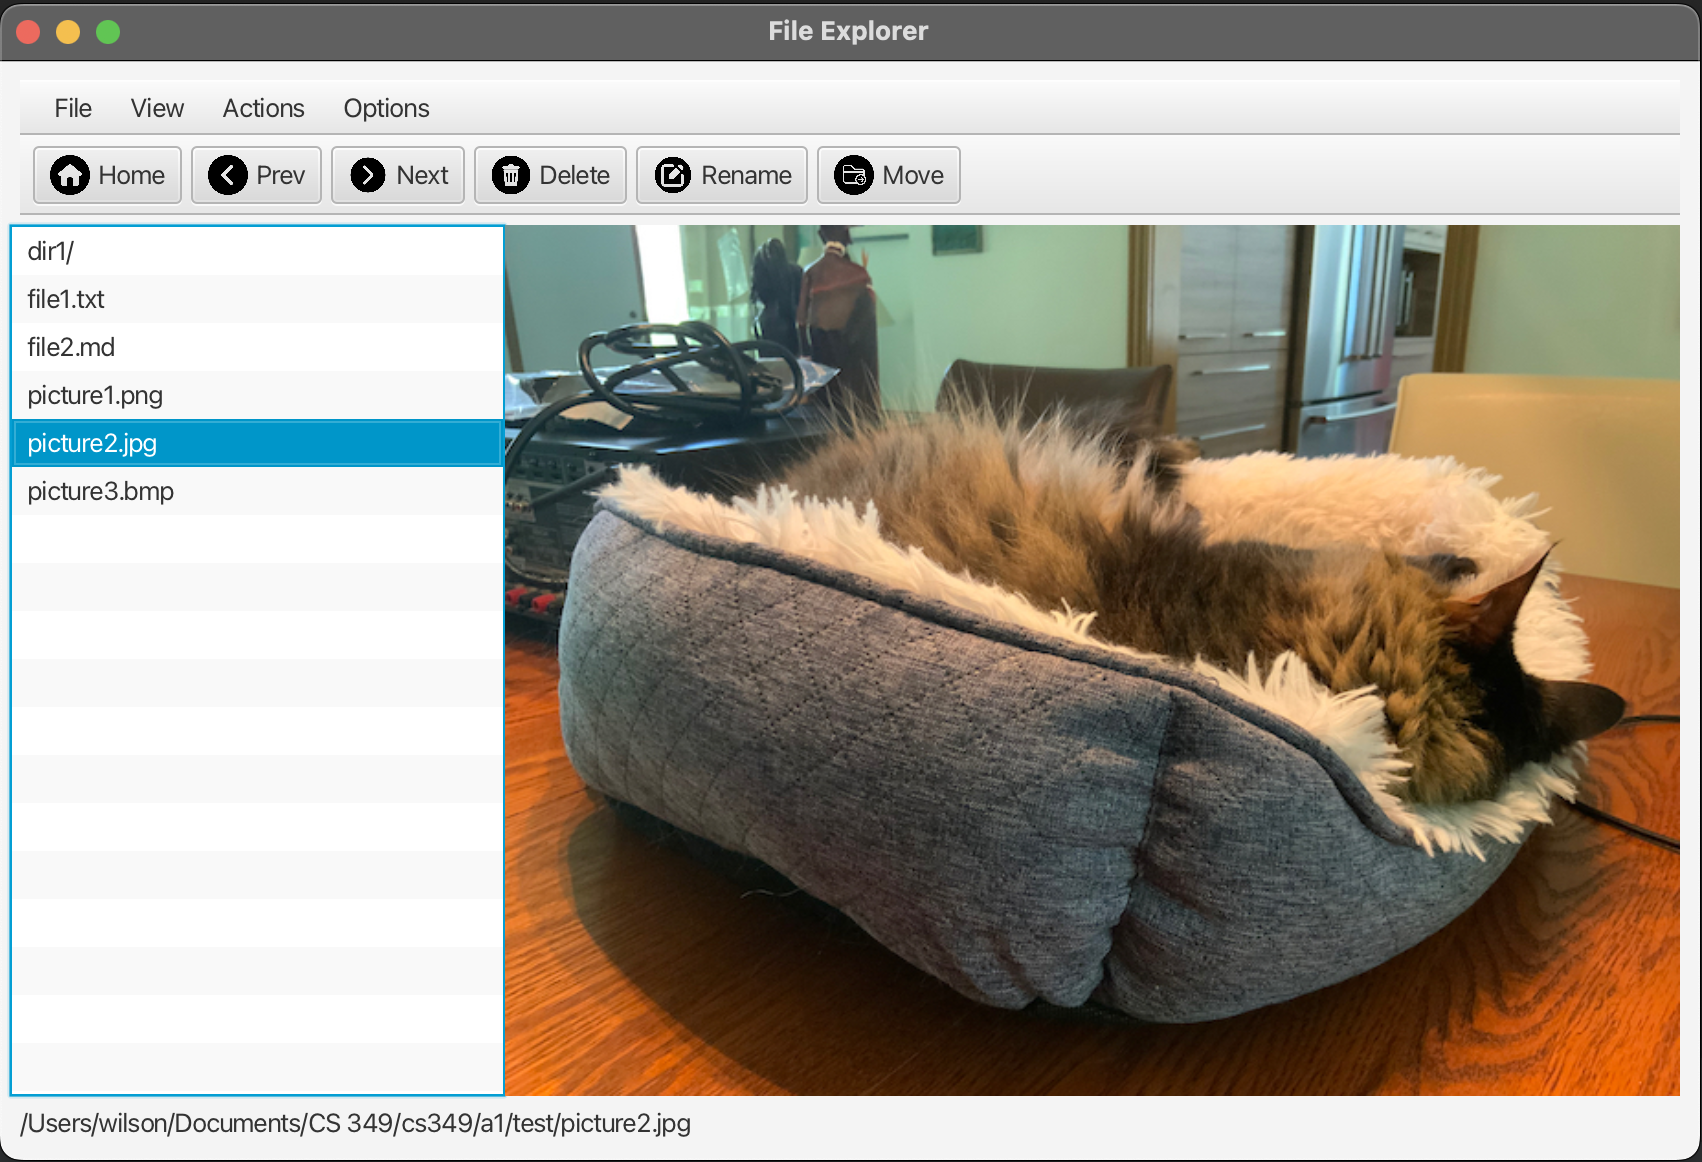 File Explorer
File View Actions Options
Home Prev Next Delete Rename Move
dir1/
file1.txt
file2.md
picture1.png
picture2.jpg
picture3.bmp
/Users/wilson/Documents/CS 349/cs349/a1/test/picture2.jpg